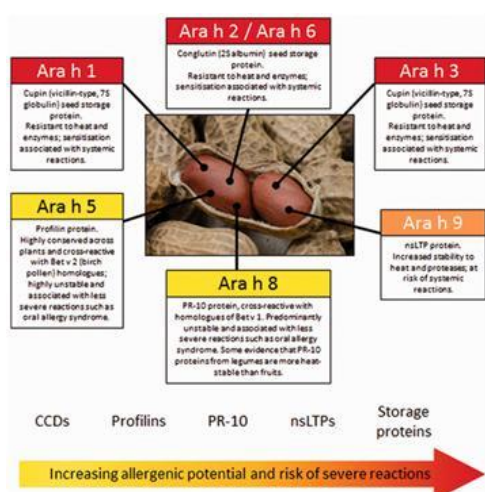 Ara h 2 / Ara h 6
Conglutin (2S albumin) seed storage
protein.
Resistant to heat and enzymes;
sensitisation associated with systemic
reactions.
Ara h 1
Cupin (vicillin-type, 7S
globulin) seed storage
protein.
Resistant to heat and
enzymes; sensitisation
associated with systemic
reactions.
Ara h 3
Cupin (vicillin-type, 7S
globulin) seed storage
protein.
Resistant to heat and
enzymes; sensitisation
associated with systemic
reactions.
Ara h 5
Profilin protein.
Highly conserved across
plants and cross-reactive
with Bet v 2 (birch
pollen) homologues;
highly unstable and
associated with less
severe reactions such as
oral allergy syndrome.
Ara h 9
nsLTP protein.
Increased stability to
heat and proteases; at
risk of systemic
reactions.
Ara h 8
PR-10 protein, cross-reactive with
homologues of Bet v 1. Predominantly
unstable and associated with less
severe reactions such as oral allergy
syndrome. Some evidence that PR-10
proteins from legumes are more heat-
stable than fruits.
CCDs Profilins PR-10 nsLTPs Storage
proteins
Increasing allergenic potential and risk of severe reactions